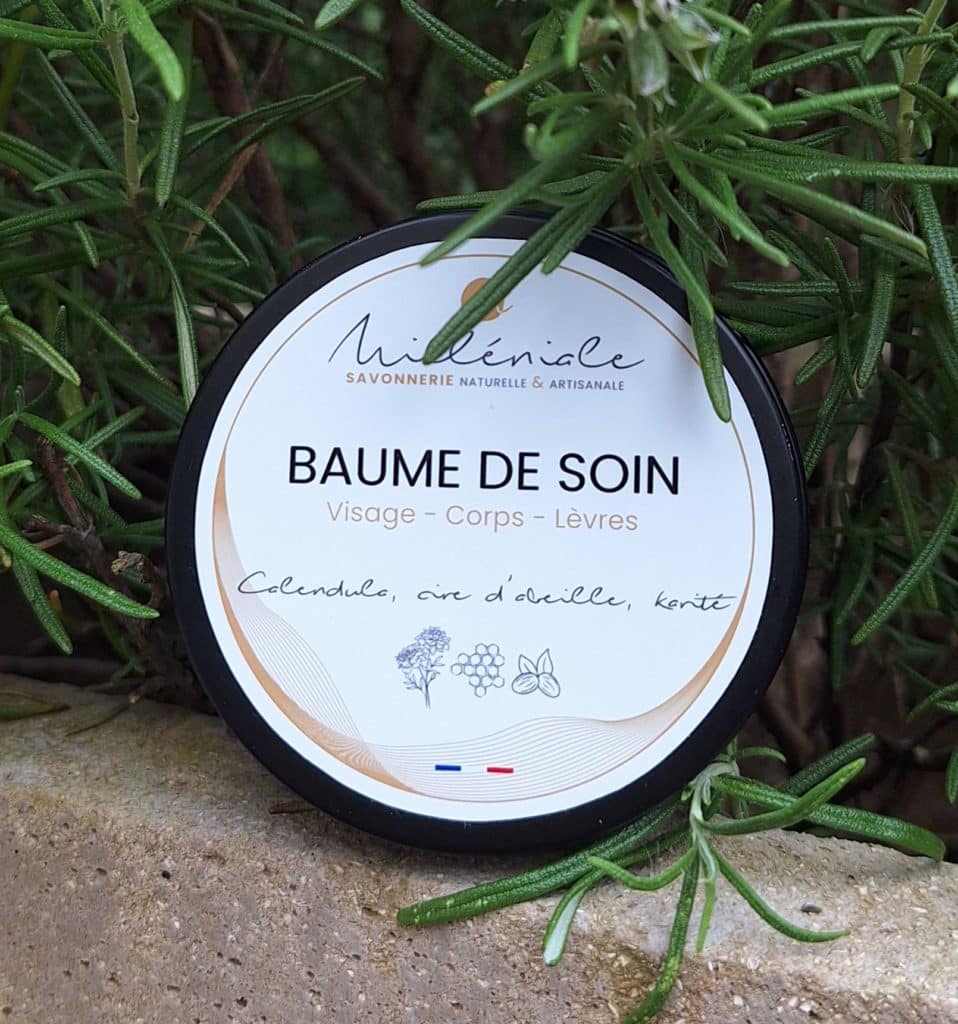 Milléniale
SAVONNERIE NATURELLE & ARTISANALE
BAUME DE SOIN
Visage - Corps - Lèvres
Calendula, cire d'abeille, karité